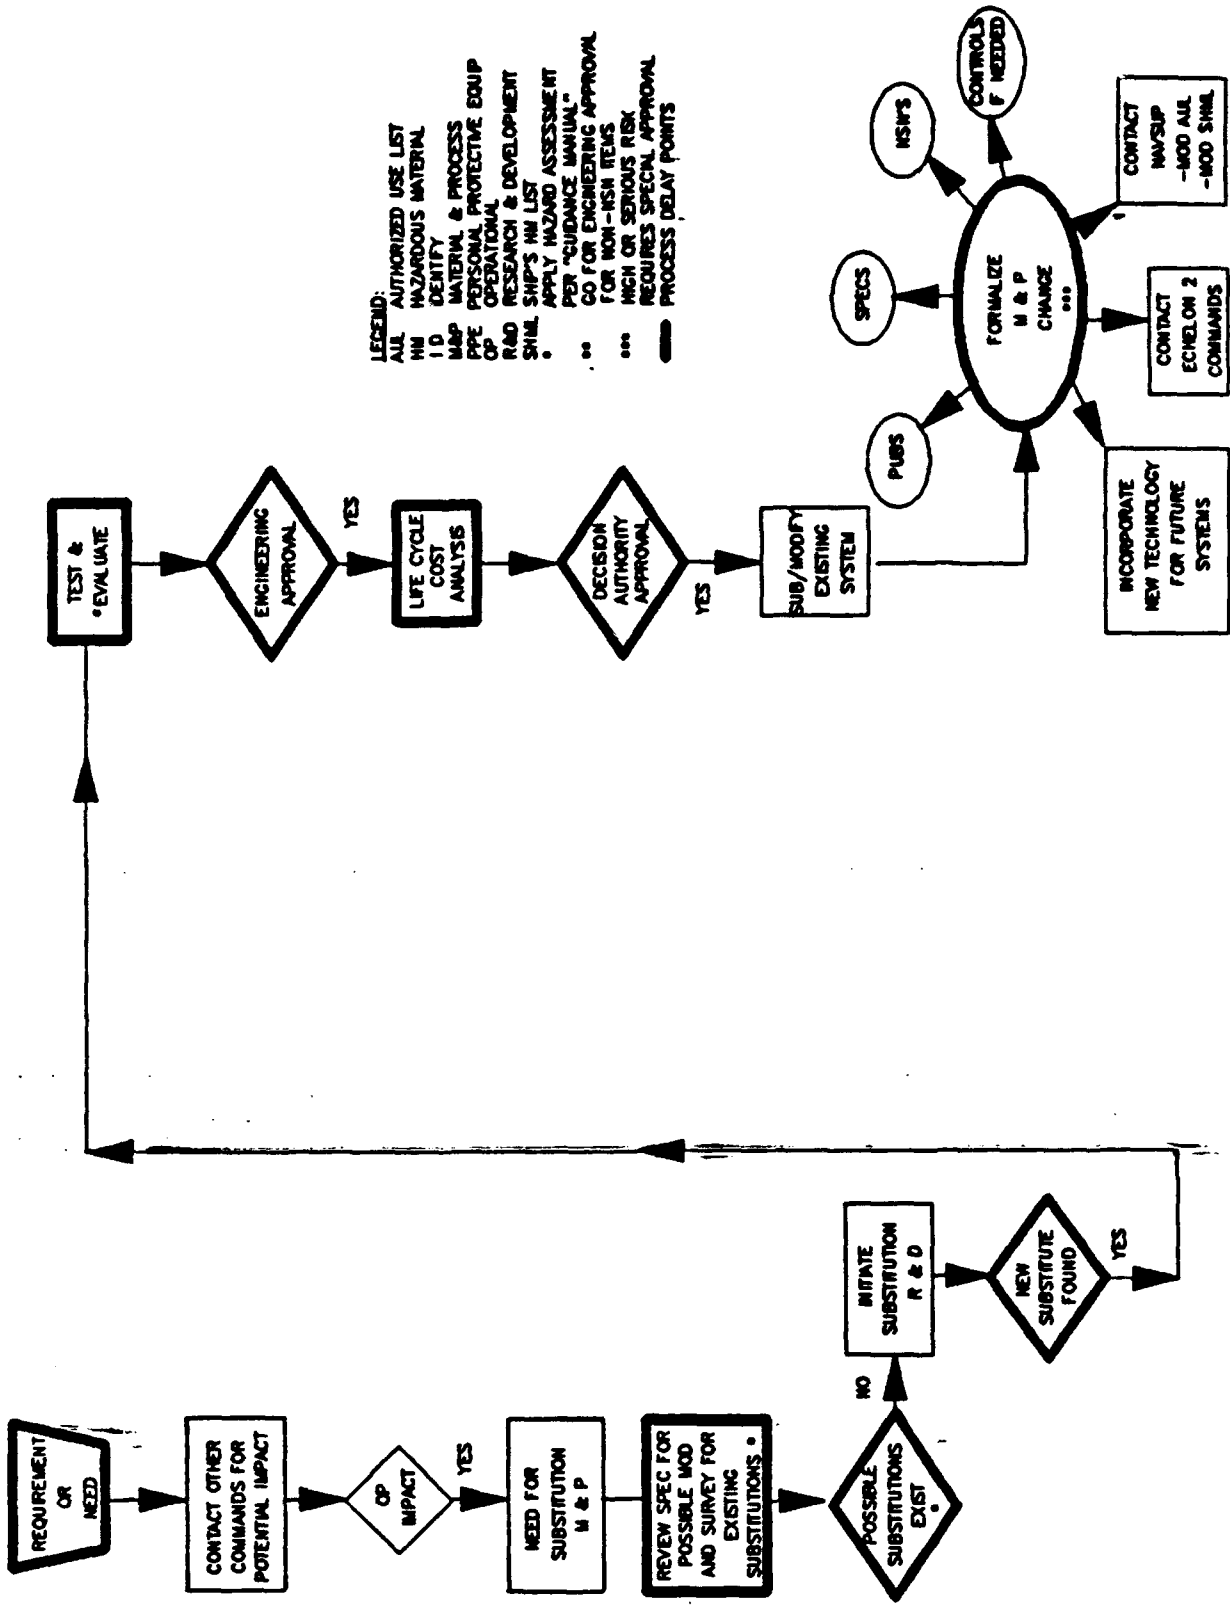 REQUIREMENT
OR
NEED
CONTACT OTHER
COMMANDS FOR
POTENTIAL IMPACT
OP
IMPACT
YES
NEED FOR
SUBSTITUTION
M & P
REVIEW SPEC FOR
POSSIBLE MOD
AND SURVEY FOR
EXISTING
SUBSTITUTIONS *
POSSIBLE
SUBSTITUTIONS
EXIST
*
NO
INITIATE
SUBSTITUTION
R & D
NEW
SUBSTITUTE
FOUND
YES
TEST &
*EVALUATE
ENGINEERING
APPROVAL
YES
LIFE CYCLE
COST
ANALYSIS
DECISION
AUTHORITY
APPROVAL
YES
SUB/MODIFY
EXISTING
SYSTEM
FORMALIZE
M & P
CHANGE
***
PUBS
SPECS
NSN'S
CONTROLS
F NEEDED
INCORPORATE
NEW TECHNOLOGY
FOR FUTURE
SYSTEMS
CONTACT
ECHELON 2
COMMANDS
CONTACT
NAVSUP
-MOD AUL
-MOD SHML
LEGEND:
AUL AUTHORIZED USE LIST
HM HAZARDOUS MATERIAL
I D IDENTIFY
M&P MATERIAL & PROCESS
PPE PERSONAL PROTECTIVE EQUIP
OP OPERATIONAL
R&D RESEARCH & DEVELOPMENT
SHML SHIP'S HM LIST
* APPLY HAZARD ASSESSMENT
PER "GUIDANCE MANUAL"
** GO FOR ENGINEERING APPROVAL
FOR NON-NSN ITEMS
*** HIGH OR SERIOUS RISK
REQUIRES SPECIAL APPROVAL
PROCESS DELAY POINTS